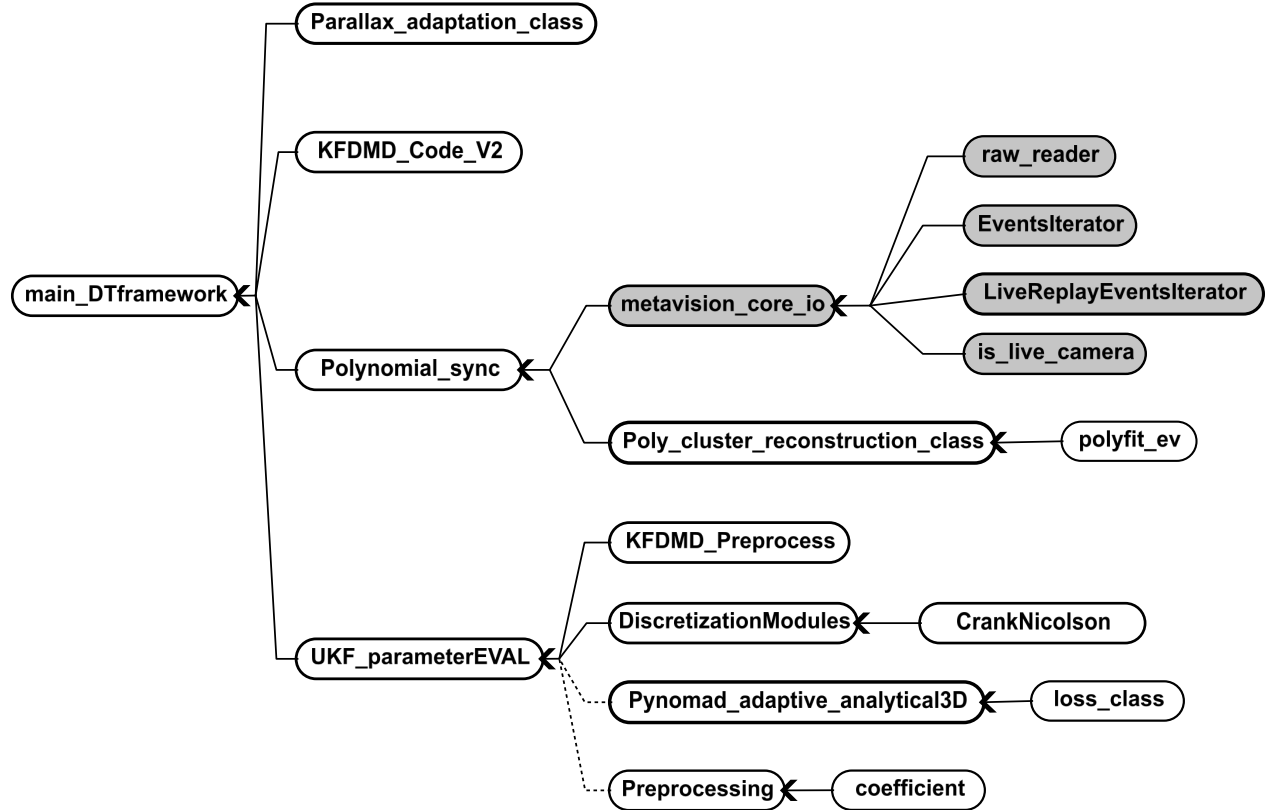 Parallax_adaptation_class
KFDMD_Code_V2
raw_reader
EventsIterator
main_DTframework
metavision_core_io
LiveReplayEventsIterator
is_live_camera
Polynomial_sync
Poly_cluster_reconstruction_class
polyfit_ev
KFDMD_Preprocess
DiscretizationModules
CrankNicolson
UKF_parameterEVAL
Pynomad_adaptive_analytical3D
loss_class
Preprocessing
coefficient